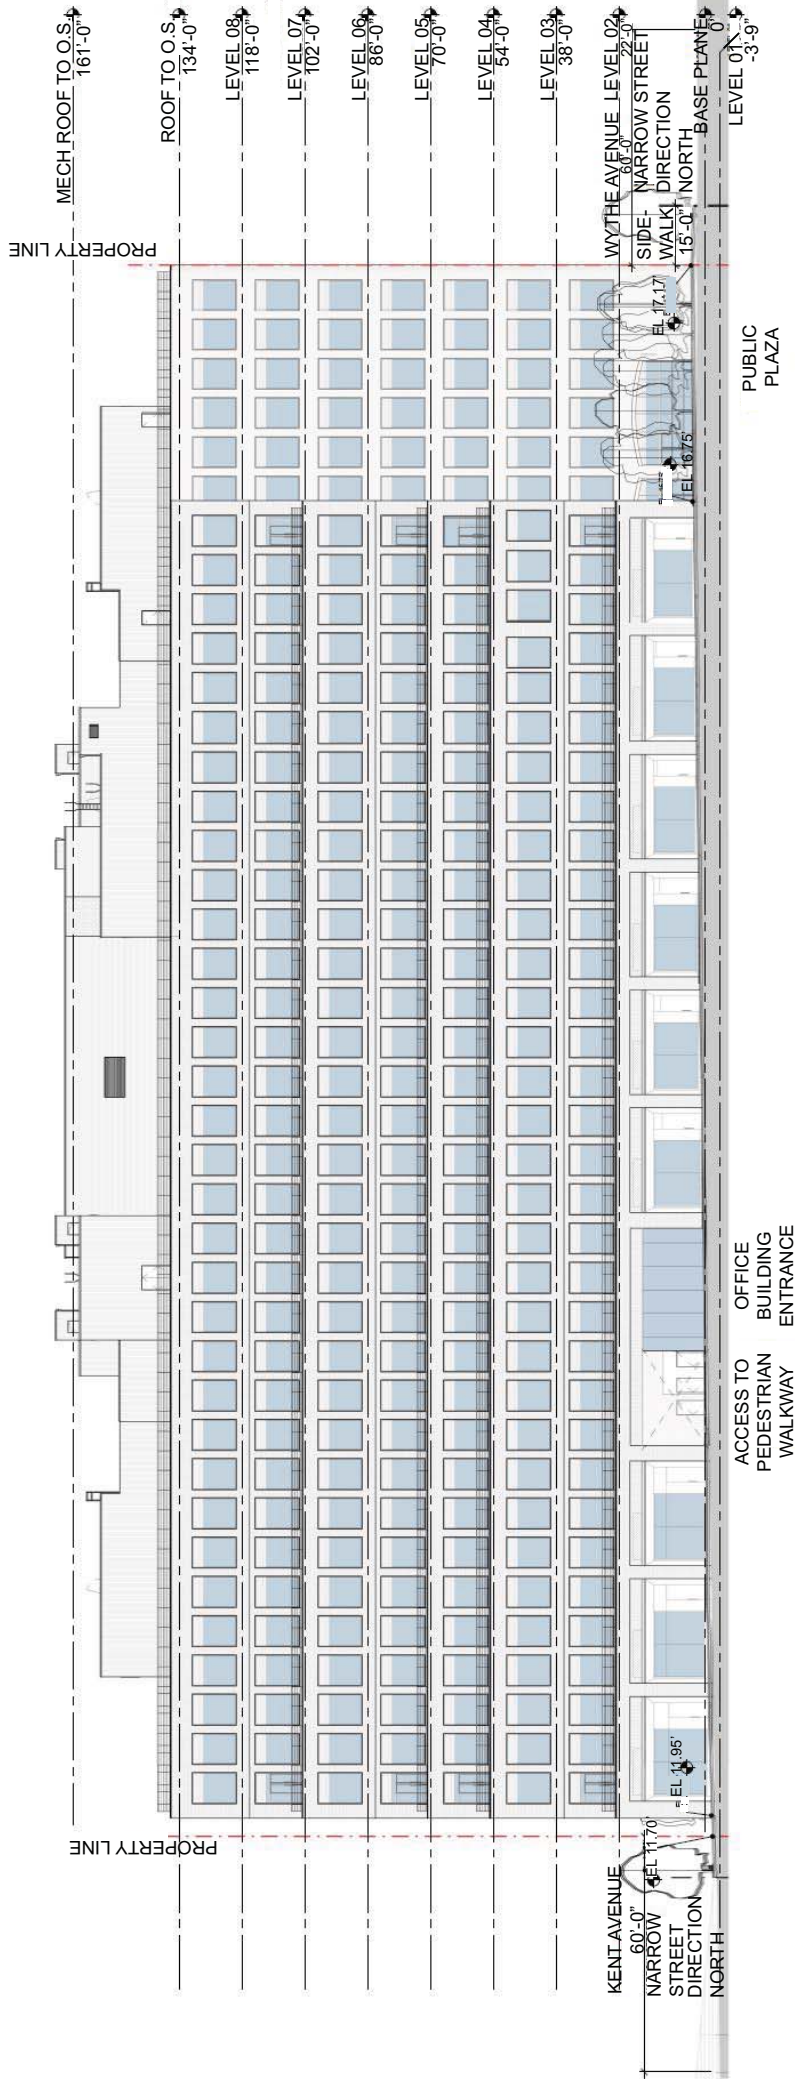 MECH ROOF TO O.S.
161'-0"
ROOF TO O.S.
134'-0"
LEVEL 08
118'-0"
LEVEL 07
102'-0"
LEVEL 06
86'-0"
LEVEL 05
70'-0"
LEVEL 04
54'-0"
LEVEL 03
38'-0"
LEVEL 02
22'-0"
BASE PLANE
0"
LEVEL 01
-3'-9"
PROPERTY LINE
WYTHE AVENUE
60'-0"
NARROW STREET
DIRECTION
NORTH
SIDE-
WALK
15'-0"
EL 17.17'
EL 16.75'
PUBLIC
PLAZA
OFFICE
BUILDING
ENTRANCE
ACCESS TO
PEDESTRIAN
WALKWAY
EL 11.95'
EL 11.70'
PROPERTY LINE
KENT AVENUE
60'-0"
NARROW
STREET
DIRECTION
NORTH